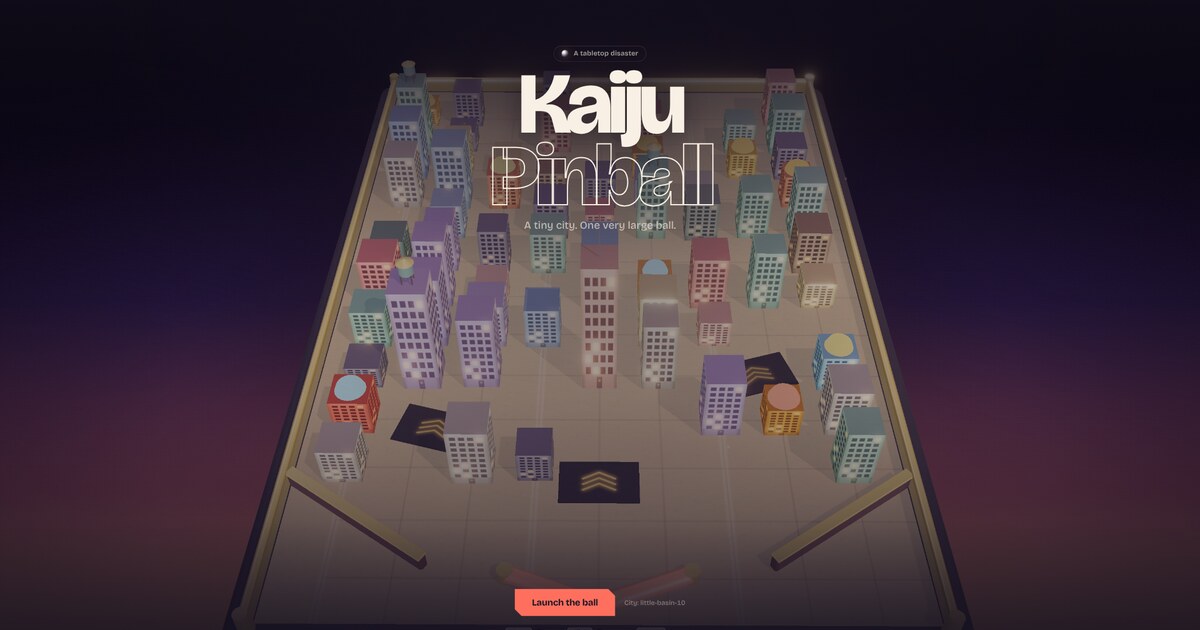 A tabletop disaster
Kaiju
Pinball
A tiny city. One very large ball.
Launch the ball
City: little-basin-10